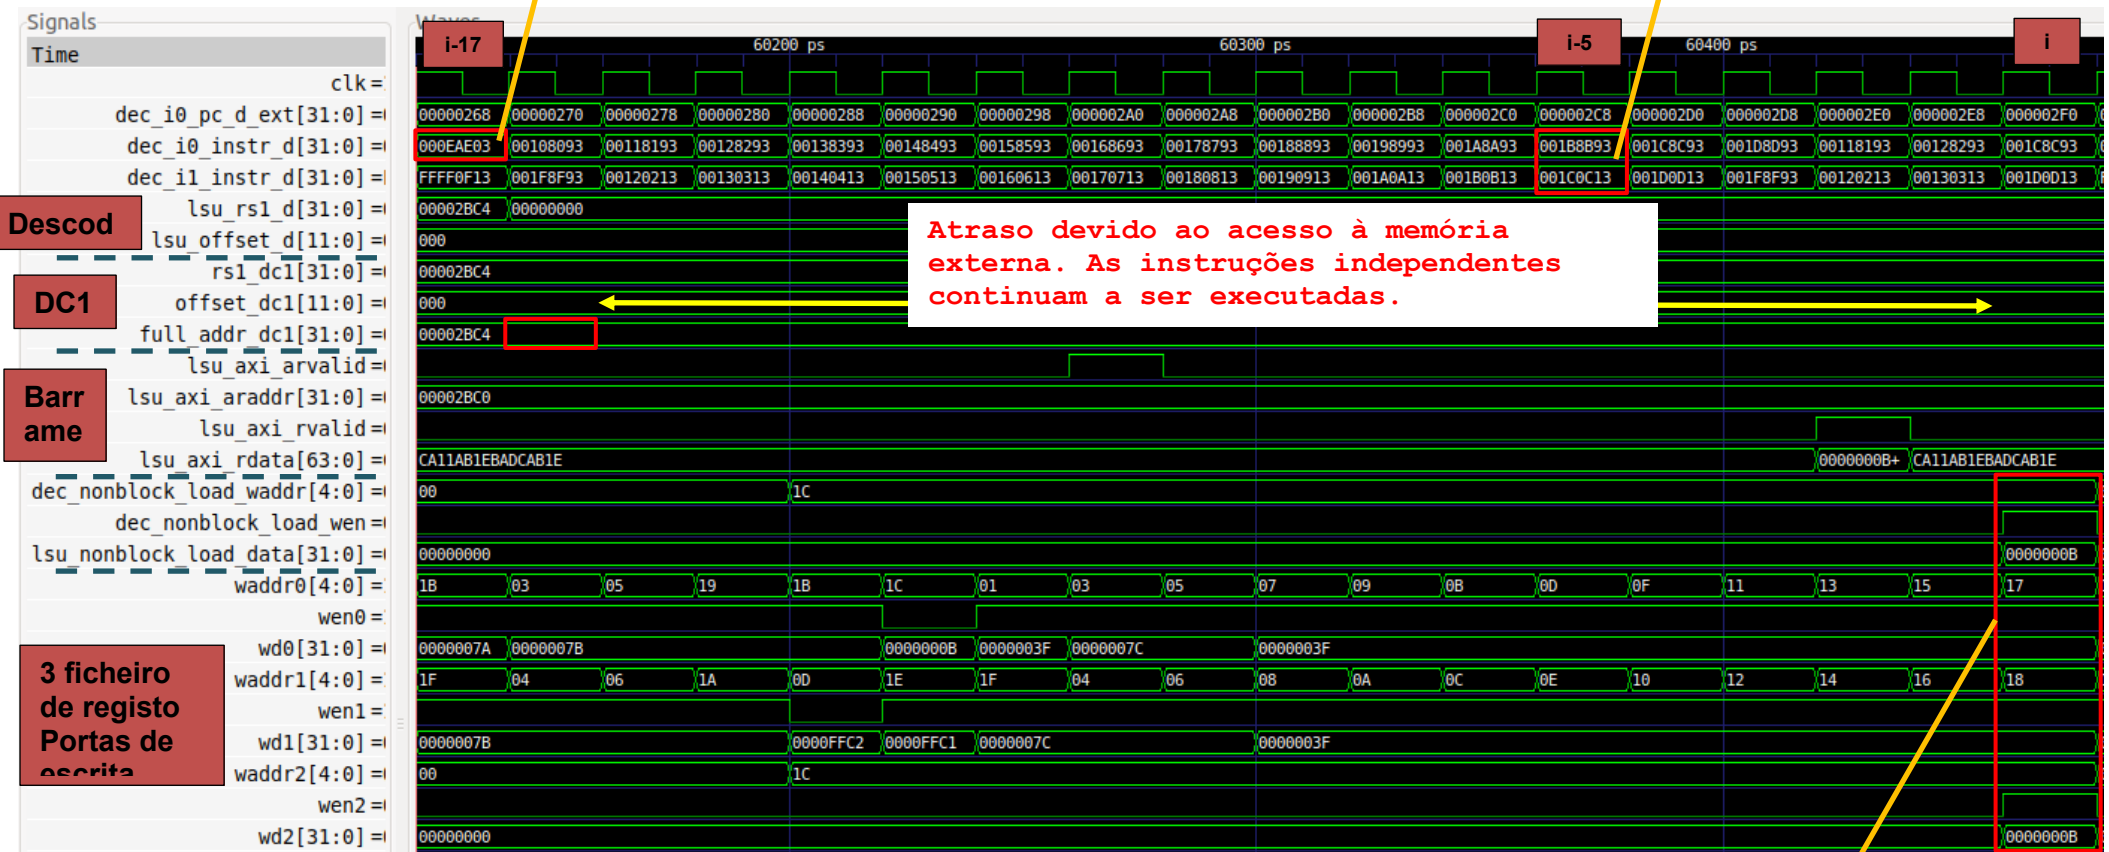 Signals
Waves
Time
i-17
60200 ps
60300 ps
i-5
60400 ps
i
clk
dec_i0_pc_d_ext[31:0] 00000268 00000270 00000278 00000280 00000288 00000290 00000298 000002A0 000002A8 000002B0 000002B8 000002C0 000002C8 000002D0 000002D8 000002E0 000002E8 000002F0
dec_i0_instr_d[31:0] 000EAE03 00108093 00118193 00128293 00138393 00148493 00158593 00168693 00178793 00188893 00198993 001A8A93 001B8B93 001C8C93 001D8D93 00118193 00128293 001C8C93
dec_i1_instr_d[31:0] FFFF0F13 001F8F93 00120213 00130313 00140413 00150513 00160613 00170713 00180813 00190913 001A0A13 001B0B13 001C0C13 001D0D13 001F8F93 00120213 00130313 001D0D13
lsu_rs1_d[31:0] 00002BC4 00000000
Descod
lsu_offset_d[11:0] 000
Atraso devido ao acesso à memória
externa. As instruções independentes
continuam a ser executadas.
rs1_dc1[31:0] 00002BC4
DC1
offset_dc1[11:0] 000
full_addr_dc1[31:0] 00002BC4
lsu_axi_arvalid
Barr
ame
lsu_axi_araddr[31:0] 00002BC0
lsu_axi_rvalid
lsu_axi_rdata[63:0] CA11AB1EBADCAB1E 0000000B+ CA11AB1EBADCAB1E
dec_nonblock_load_waddr[4:0] 00 1C
dec_nonblock_load_wen
lsu_nonblock_load_data[31:0] 00000000 0000000B
waddr0[4:0] 1B 03 05 19 1B 1C 01 03 05 07 09 0B 0D 0F 11 13 15 17
wen0
wd0[31:0] 0000007A 0000007B 0000000B 0000003F 0000007C 0000003F
3 ficheiro
de registo
Portas de
escrita
waddr1[4:0] 1F 04 06 1A 0D 1E 1F 04 06 08 0A 0C 0E 10 12 14 16 18
wen1
wd1[31:0] 0000007B 0000FFC2 0000FFC1 0000007C 0000003F
waddr2[4:0] 00 1C
wen2
wd2[31:0] 00000000 0000000B